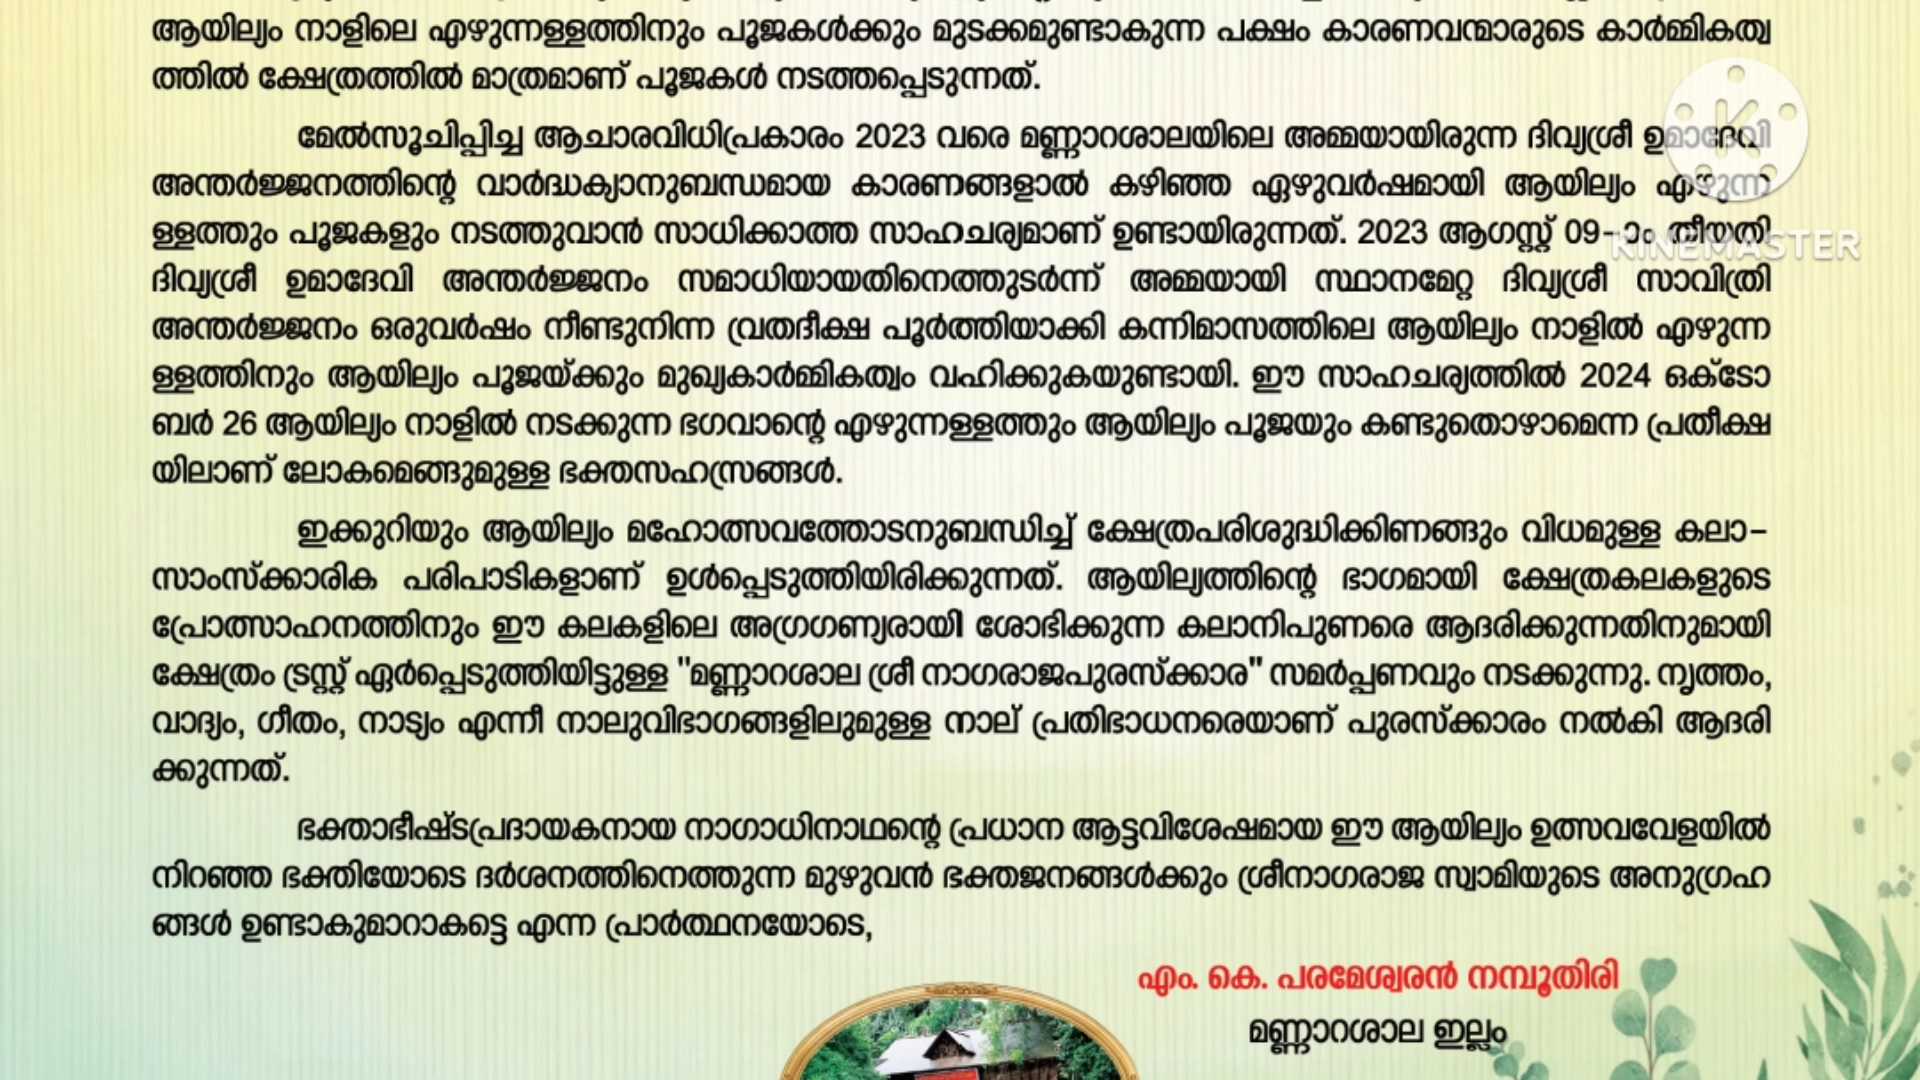 ആയില്യം നാളിലെ എഴുന്നള്ളത്തിനും പൂജകൾക്കും മുടക്കമുണ്ടാകുന്ന പക്ഷം കാരണവന്മാരുടെ കാർമ്മികത്വ
ത്തിൽ ക്ഷേത്രത്തിൽ മാത്രമാണ് പൂജകൾ നടത്തപ്പെടുന്നത്.
മേൽസൂചിപ്പിച്ച ആചാരവിധിപ്രകാരം 2023 വരെ മണ്ണാറശാലയിലെ അമ്മയായിരുന്ന ദിവ്യശ്രീ ഉമാദേവി
അന്തർജ്ജനത്തിന്റെ വാർദ്ധക്യാനുബന്ധമായ കാരണങ്ങളാൽ കഴിഞ്ഞ ഏഴുവർഷമായി ആയില്യം എഴുന്ന
ള്ളത്തും പൂജകളും നടത്തുവാൻ സാധിക്കാത്ത സാഹചര്യമാണ് ഉണ്ടായിരുന്നത്. 2023 ആഗസ്റ്റ് 09-ാം തീയതി
KINEMASTER
ദിവ്യശ്രീ ഉമാദേവി അന്തർജ്ജനം സമാധിയായതിനെത്തുടർന്ന് അമ്മയായി സ്ഥാനമേറ്റ ദിവ്യശ്രീ സാവിത്രി
അന്തർജ്ജനം ഒരുവർഷം നീണ്ടുനിന്ന വ്രതദീക്ഷ പൂർത്തിയാക്കി കന്നിമാസത്തിലെ ആയില്യം നാളിൽ എഴുന്ന
ള്ളത്തിനും ആയില്യം പൂജയ്ക്കും മുഖ്യകാർമ്മികത്വം വഹിക്കുകയുണ്ടായി. ഈ സാഹചര്യത്തിൽ 2024 ഒക്ടോ
ബർ 26 ആയില്യം നാളിൽ നടക്കുന്ന ഭഗവാന്റെ എഴുന്നള്ളത്തും ആയില്യം പൂജയും കണ്ടുതൊഴാമെന്ന പ്രതീക്ഷ
യിലാണ് ലോകമെങ്ങുമുള്ള ഭക്തസഹസ്രങ്ങൾ.
ഇക്കുറിയും ആയില്യം മഹോത്സവത്തോടനുബന്ധിച്ച് ക്ഷേത്രപരിശുദ്ധിക്കിണങ്ങും വിധമുള്ള കലാ-
സാംസ്ക്കാരിക പരിപാടികളാണ് ഉൾപ്പെടുത്തിയിരിക്കുന്നത്. ആയില്യത്തിന്റെ ഭാഗമായി ക്ഷേത്രകലകളുടെ
പ്രോത്സാഹനത്തിനും ഈ കലകളിലെ അഗ്രഗണ്യരായി ശോഭിക്കുന്ന കലാനിപുണരെ ആദരിക്കുന്നതിനുമായി
ക്ഷേത്രം ട്രസ്റ്റ് ഏർപ്പെടുത്തിയിട്ടുള്ള "മണ്ണാറശാല ശ്രീ നാഗരാജപുരസ്ക്കാര" സമർപ്പണവും നടക്കുന്നു. നൃത്തം,
വാദ്യം, ഗീതം, നാട്യം എന്നീ നാലുവിഭാഗങ്ങളിലുമുള്ള നാല് പ്രതിഭാധനരെയാണ് പുരസ്ക്കാരം നൽകി ആദരി
ക്കുന്നത്.
ഭക്താഭീഷ്ടപ്രദായകനായ നാഗാധിനാഥന്റെ പ്രധാന ആട്ടവിശേഷമായ ഈ ആയില്യം ഉത്സവവേളയിൽ
നിറഞ്ഞ ഭക്തിയോടെ ദർശനത്തിനെത്തുന്ന മുഴുവൻ ഭക്തജനങ്ങൾക്കും ശ്രീനാഗരാജ സ്വാമിയുടെ അനുഗ്രഹ
ങ്ങൾ ഉണ്ടാകുമാറാകട്ടെ എന്ന പ്രാർത്ഥനയോടെ,
എം. കെ. പരമേശ്വരൻ നമ്പൂതിരി
മണ്ണാറശാല ഇല്ലം